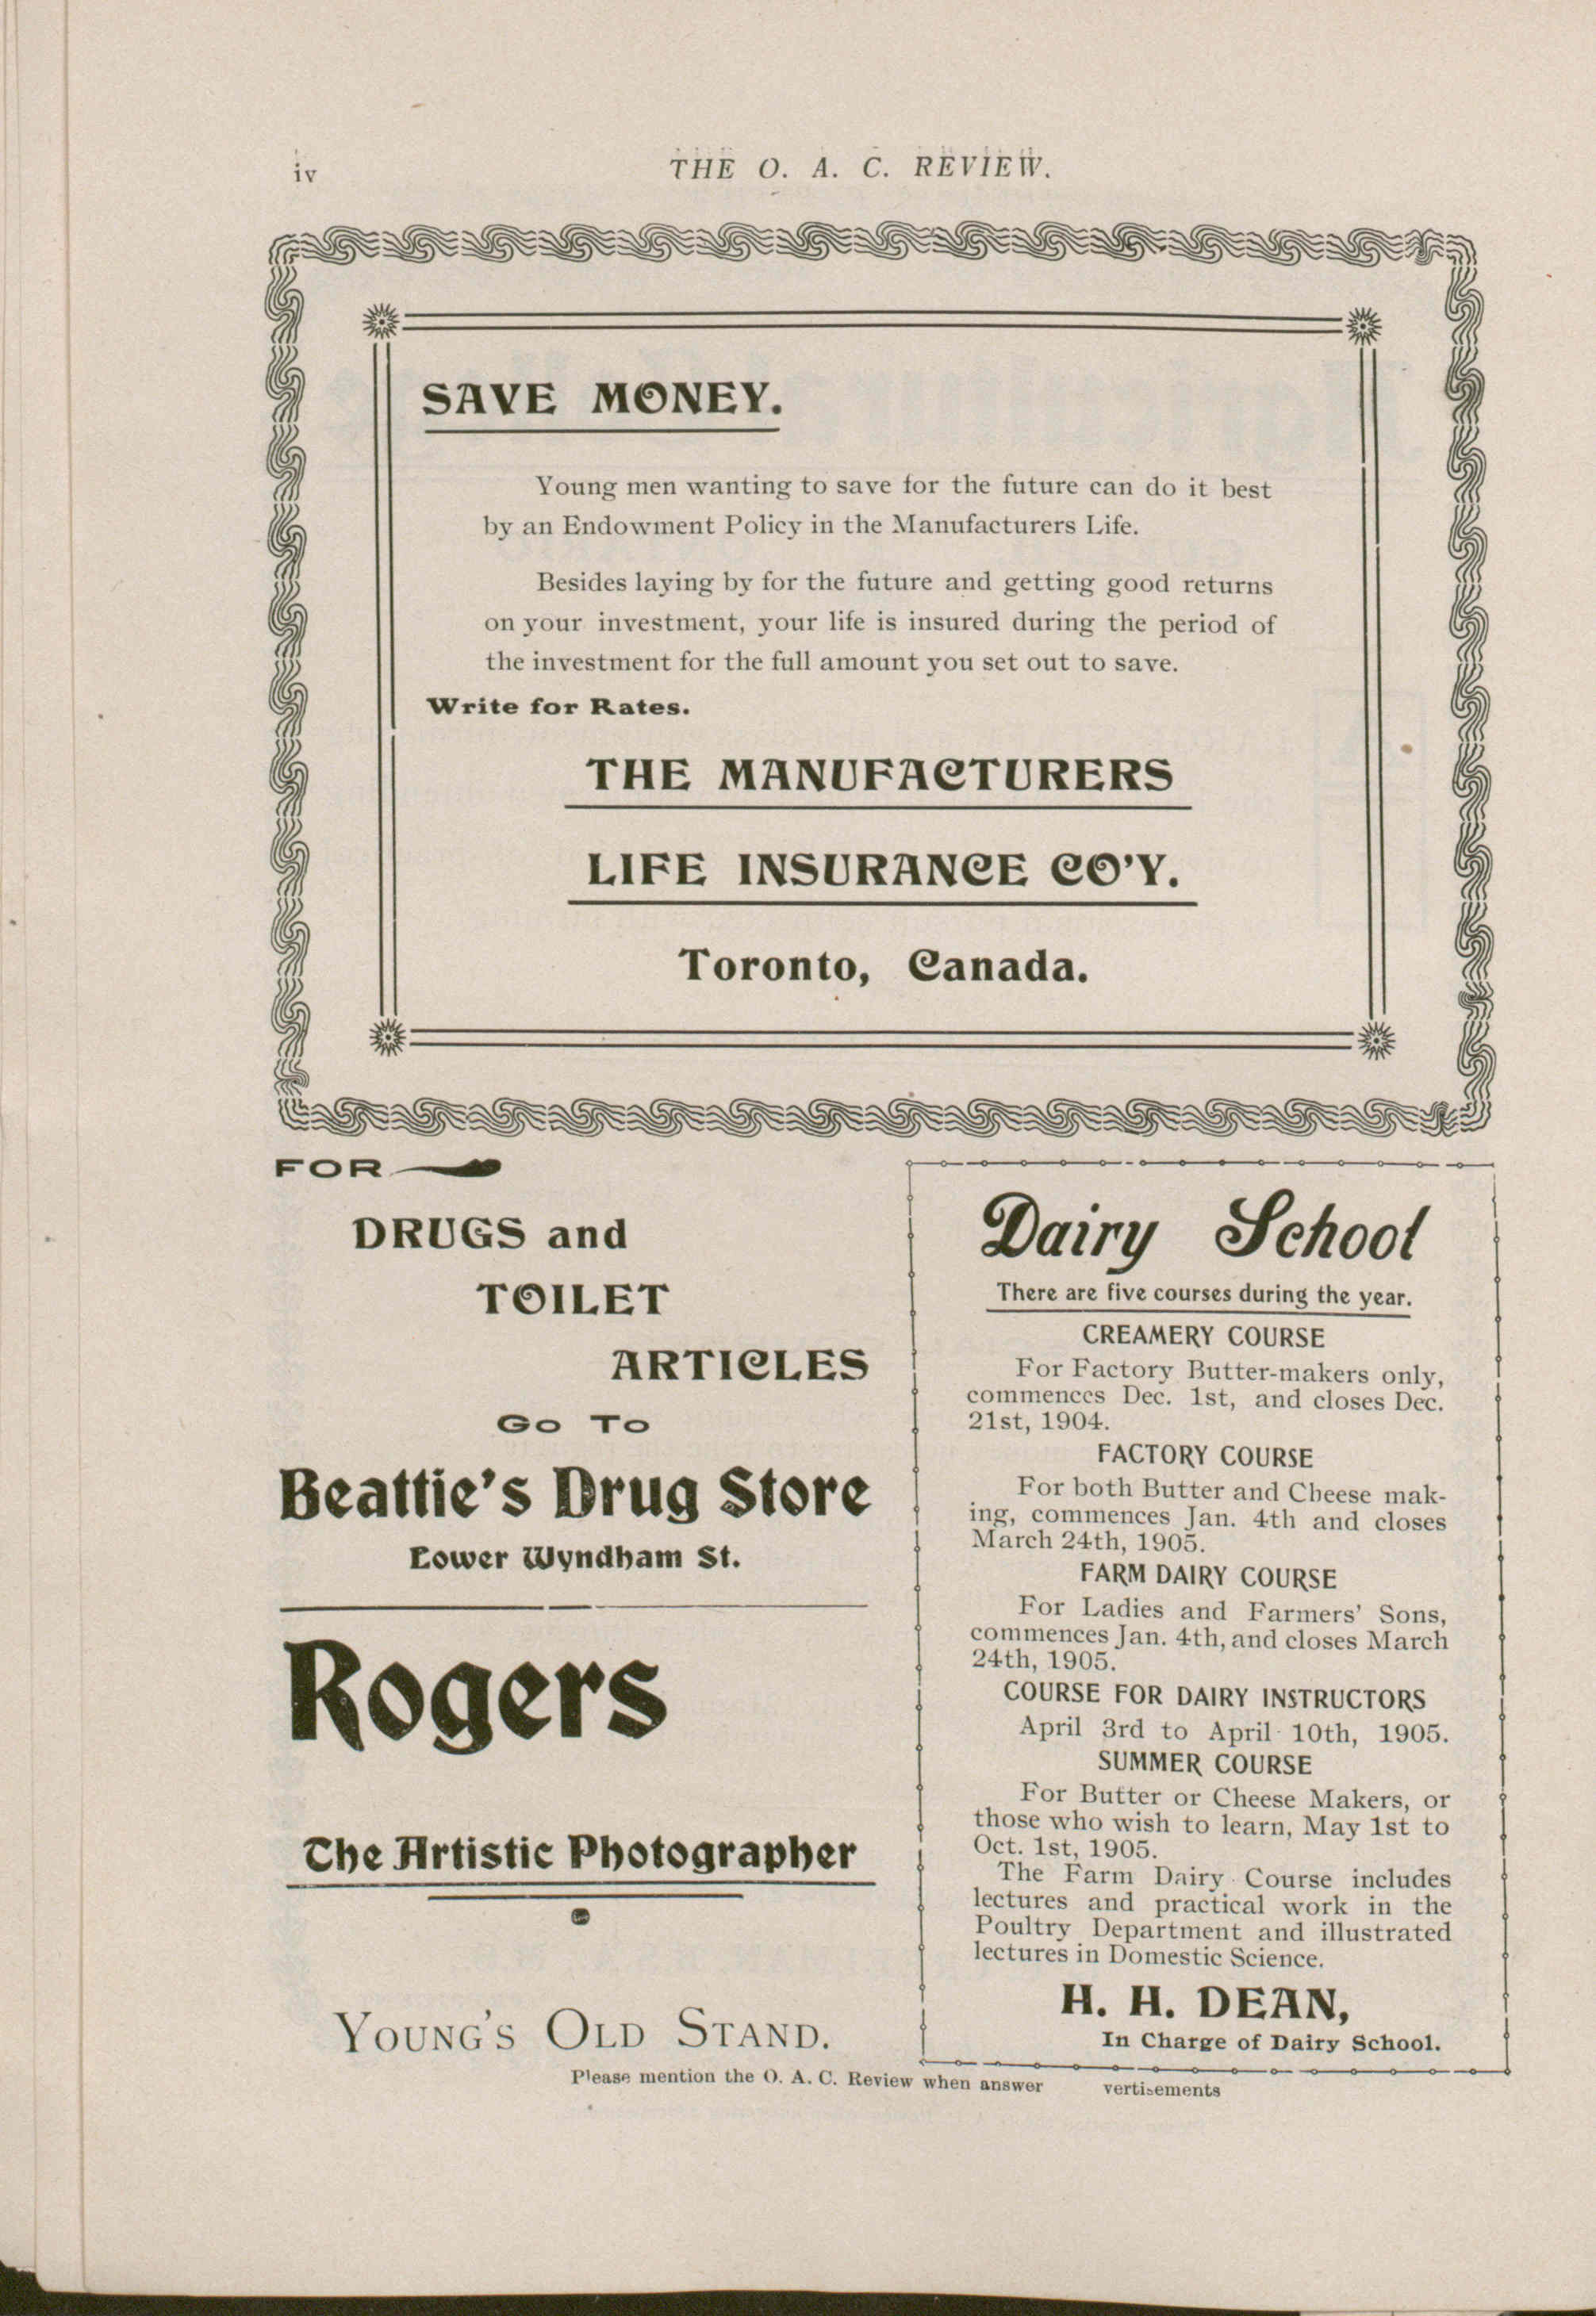 iv
THE O. A. C. REVIEW.
SAVE MONEY.
Young men wanting to save for the future can do it best
by an Endowment Policy in the Manufacturers Life.
Besides laying by for the future and getting good returns
on your investment, your life is insured during the period of
the investment for the full amount you set out to save.
Write for Rates.
THE MANUFACTURERS
LIFE INSURANCE CO'Y.
Toronto, Canada.
FOR
DRUGS and
TOILET
ARTICLES
GO TO
Beattie's Drug Store
Lower Wyndham St.
Rogers
The Artistic Photographer
YOUNG'S OLD STAND.
Dairy School
There are five courses during the year.
CREAMERY COURSE
For Factory Butter-makers only,
commences Dec. 1st, and closes Dec.
21st, 1904.
FACTORY COURSE
For both Butter and Cheese mak-
ing, commences Jan. 4th and closes
March 24th, 1905.
FARM DAIRY COURSE
For Ladies and Farmers' Sons,
commences Jan. 4th, and closes March
24th, 1905.
COURSE FOR DAIRY INSTRUCTORS
April 3rd to April 10th, 1905.
SUMMER COURSE
For Butter or Cheese Makers, or
those who wish to learn, May 1st to
Oct. 1st, 1905.
The Farm Dairy Course includes
lectures and practical work in the
Poultry Department and illustrated
lectures in Domestic Science.
H. H. DEAN,
In Charge of Dairy School.
Please mention the O. A. C. Review when answer vertisements